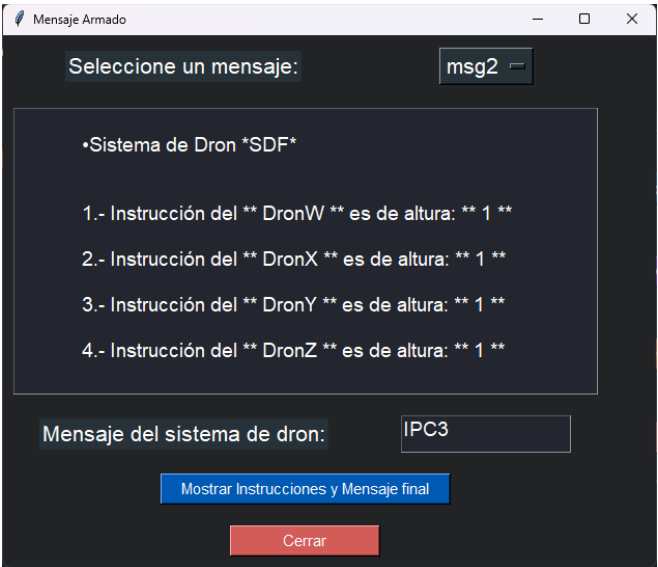 Mensaje Armado
Seleccione un mensaje: msg2
•Sistema de Dron *SDF*
1.- Instrucción del ** DronW ** es de altura: ** 1 **
2.- Instrucción del ** DronX ** es de altura: ** 1 **
3.- Instrucción del ** DronY ** es de altura: ** 1 **
4.- Instrucción del ** DronZ ** es de altura: ** 1 **
Mensaje del sistema de dron: IPC3
Mostrar Instrucciones y Mensaje final
Cerrar